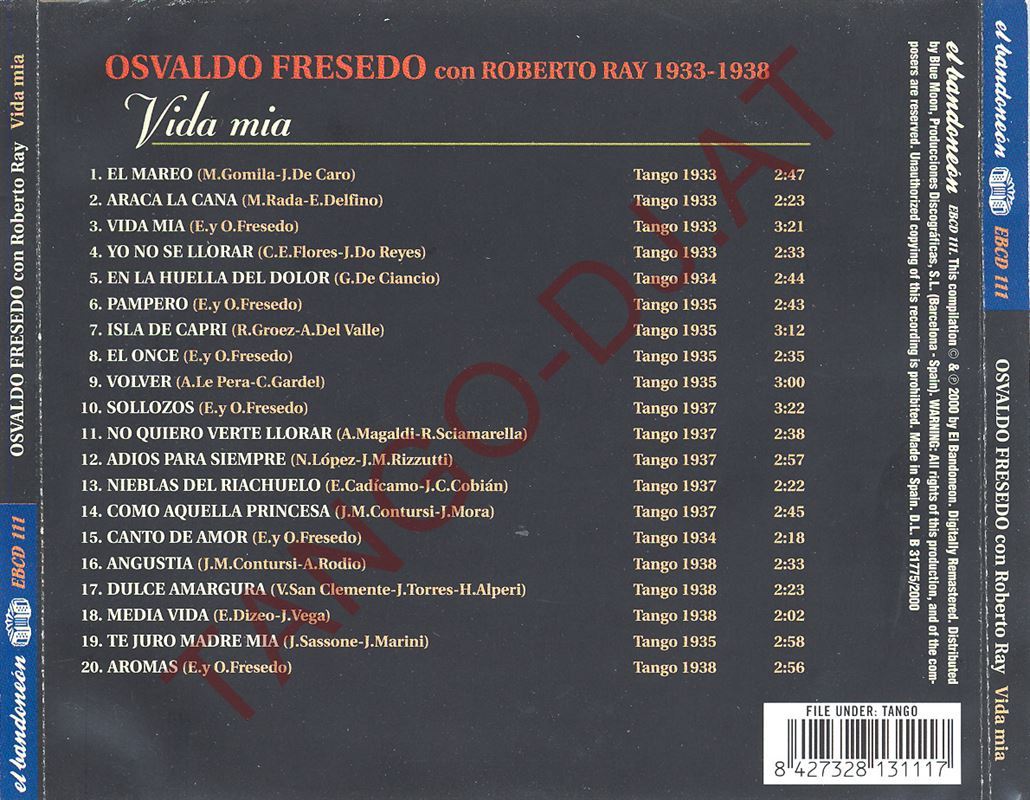 OSVALDO FRESEDO con Roberto Ray Vida mia
el bandoneón EBCD 111
OSVALDO FRESEDO con ROBERTO RAY 1933-1938
Vida mia
1. EL MAREO (M.Gomila-J.De Caro) Tango 1933 2:47
2. ARACA LA CANA (M.Rada-E.Delfino) Tango 1933 2:23
3. VIDA MIA (E.y O.Fresedo) Tango 1933 3:21
4. YO NO SE LLORAR (C.E.Flores-J.Do Reyes) Tango 1933 2:33
5. EN LA HUELLA DEL DOLOR (G.De Ciancio) Tango 1934 2:44
6. PAMPERO (E.y O.Fresedo) Tango 1935 2:43
7. ISLA DE CAPRI (R.Groez-A.Del Valle) Tango 1935 3:12
8. EL ONCE (E.y O.Fresedo) Tango 1935 2:35
9. VOLVER (A.Le Pera-C.Gardel) Tango 1935 3:00
10. SOLLOZOS (E.y O.Fresedo) Tango 1937 3:22
11. NO QUIERO VERTE LLORAR (A.Magaldi-R.Sciamarella) Tango 1937 2:38
12. ADIOS PARA SIEMPRE (N.López-J.M.Rizzutti) Tango 1937 2:57
13. NIEBLAS DEL RIACHUELO (E.Cadícamo-J.C.Cobián) Tango 1937 2:22
14. COMO AQUELLA PRINCESA (J.M.Contursi-J.Mora) Tango 1937 2:45
15. CANTO DE AMOR (E.y O.Fresedo) Tango 1934 2:18
16. ANGUSTIA (J.M.Contursi-A.Rodio) Tango 1938 2:33
17. DULCE AMARGURA (V.San Clemente-J.Torres-H.Alperi) Tango 1938 2:23
18. MEDIA VIDA (E.Dizeo-J.Vega) Tango 1938 2:02
19. TE JURO MADRE MIA (J.Sassone-J.Marini) Tango 1935 2:58
20. AROMAS (E.y O.Fresedo) Tango 1938 2:56
TANGO-DJ.AT
el bandoneón EBCD 111. This compilation © & ℗ 2000 by El Bandoneon. Digitally Remastered. Distributed
by Blue Moon, Producciones Discográficas, S.L. (Barcelona - Spain). WARNING: All rights of this production, and of the com-
posers are reserved. Unauthorized copying of this recording is prohibited. Made in Spain. D.L. B 31775/2000
FILE UNDER: TANGO
8 427328 131117
el bandoneón EBCD 111
OSVALDO FRESEDO con Roberto Ray Vida mia